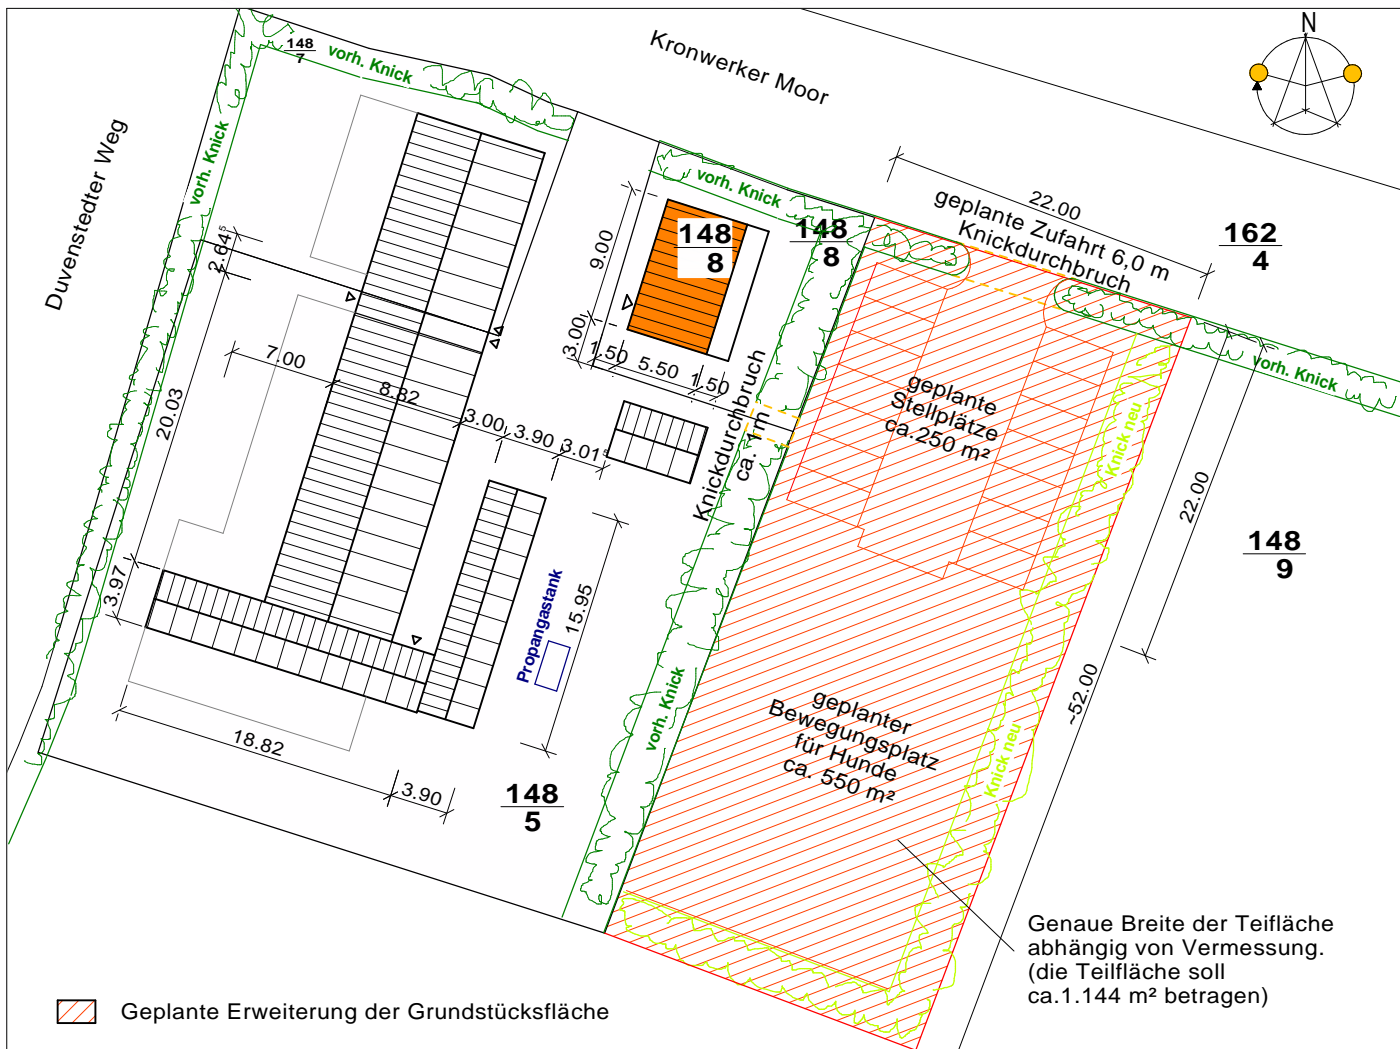 N
Kronwerker Moor
148
7
vorh. Knick
Duvenstedter Weg
vorh. Knick
vorh. Knick
22.00
geplante Zufahrt 6,0 m
Knickdurchbruch
162
4
148
8
148
8
9.00
3.00
1.50
5.50
1.50
2.64⁵
7.00
8.82
3.00
3.90
3.01⁵
20.03
3.97
Knickdurchbruch
ca. 1m
geplante
Stellplätze
ca.250 m²
vorh. Knick
Knick neu
22.00
148
9
~52.00
Propangastank
15.95
vorh. Knick
geplanter
Bewegungsplatz
für Hunde
ca. 550 m²
Knick neu
18.82
3.90
148
5
Genaue Breite der Teifläche
abhängig von Vermessung.
(die Teilfläche soll
ca.1.144 m² betragen)
Geplante Erweiterung der Grundstücksfläche